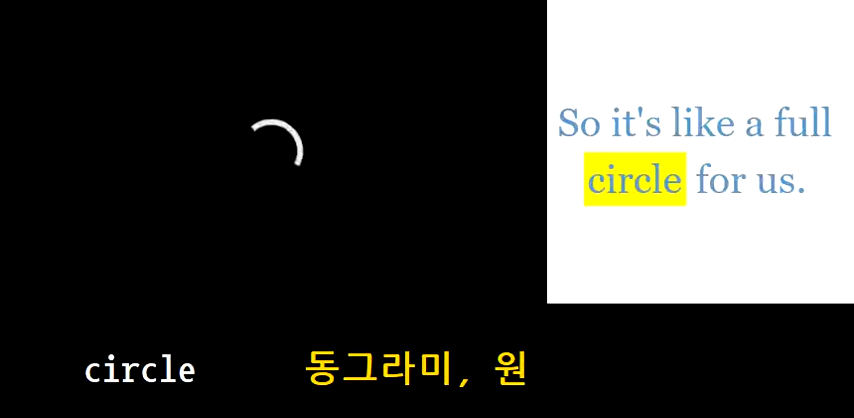 So it's like a full
circle for us.
circle 동그라미, 원